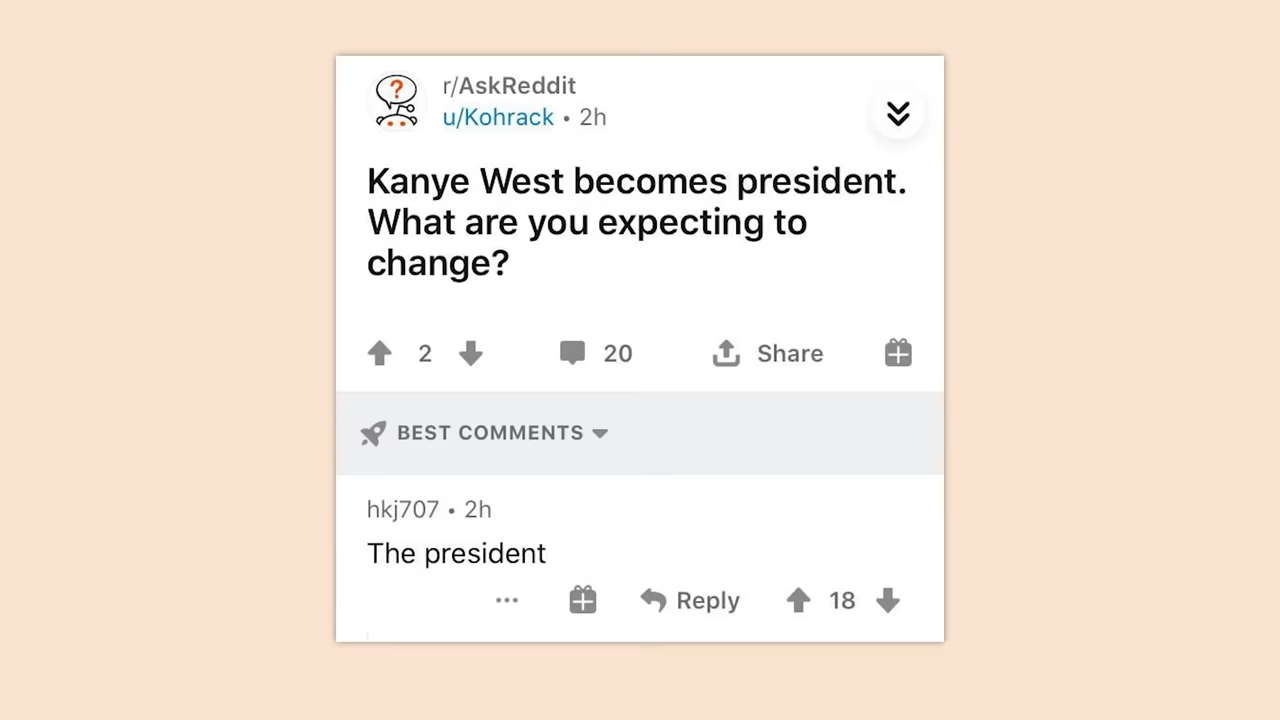 r/AskReddit
u/Kohrack • 2h
Kanye West becomes president.
What are you expecting to
change?
2 20 Share
BEST COMMENTS
hkj707 • 2h
The president
... Reply 18